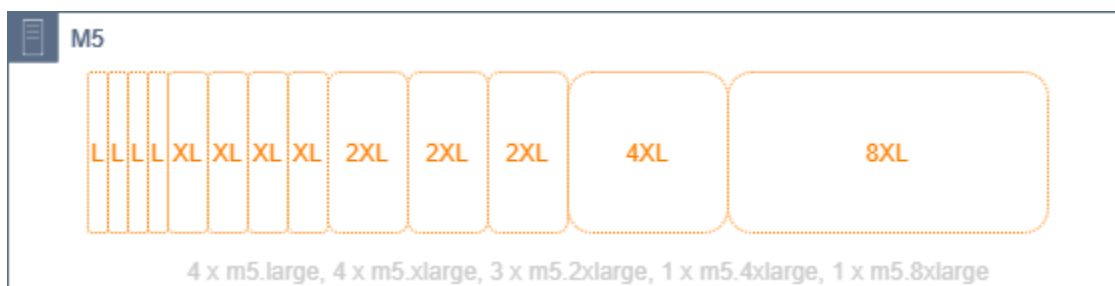 M5
L L L L XL XL XL XL 2XL 2XL 2XL 4XL 8XL
4 x m5.large, 4 x m5.xlarge, 3 x m5.2xlarge, 1 x m5.4xlarge, 1 x m5.8xlarge